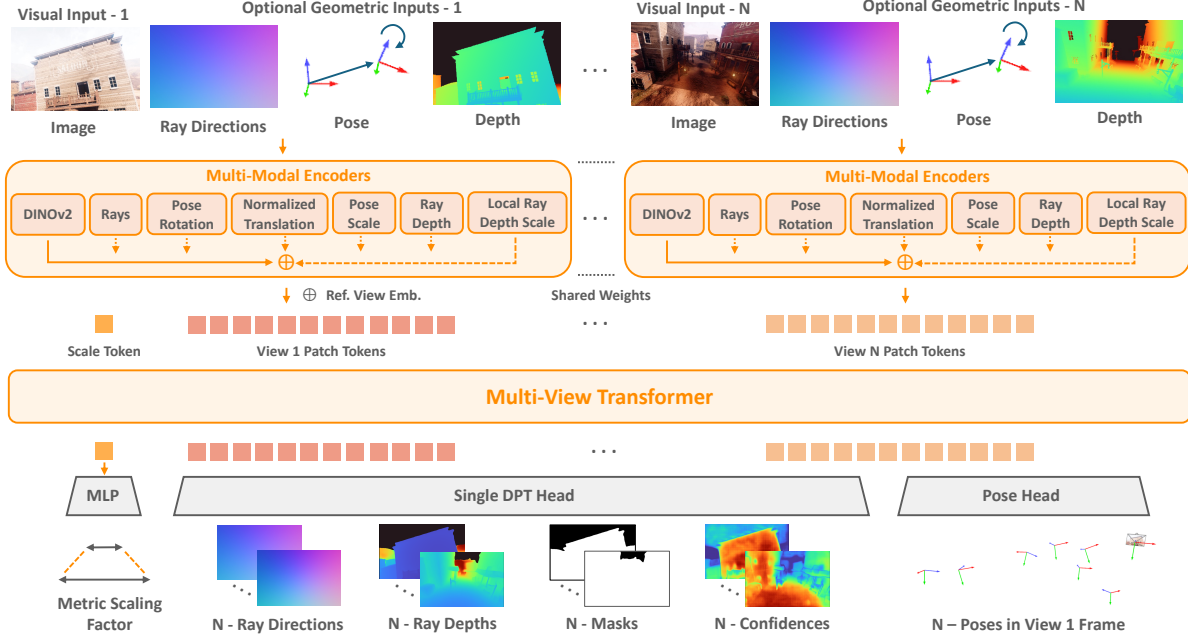 Visual Input - 1
Optional Geometric Inputs - 1
Visual Input - N
Optional Geometric Inputs - N
Image
Ray Directions
Pose
Depth
. . .
Image
Ray Directions
Pose
Depth
Multi-Modal Encoders
DINOv2
Rays
Pose
Rotation
Normalized
Translation
Pose
Scale
Ray
Depth
Local Ray
Depth Scale
. . .
Multi-Modal Encoders
DINOv2
Rays
Pose
Rotation
Normalized
Translation
Pose
Scale
Ray
Depth
Local Ray
Depth Scale
⊕ Ref. View Emb.
Shared Weights
. . .
Scale Token
View 1 Patch Tokens
View N Patch Tokens
Multi-View Transformer
. . .
MLP
Single DPT Head
Pose Head
Metric Scaling
Factor
N - Ray Directions
N - Ray Depths
N - Masks
N - Confidences
N – Poses in View 1 Frame